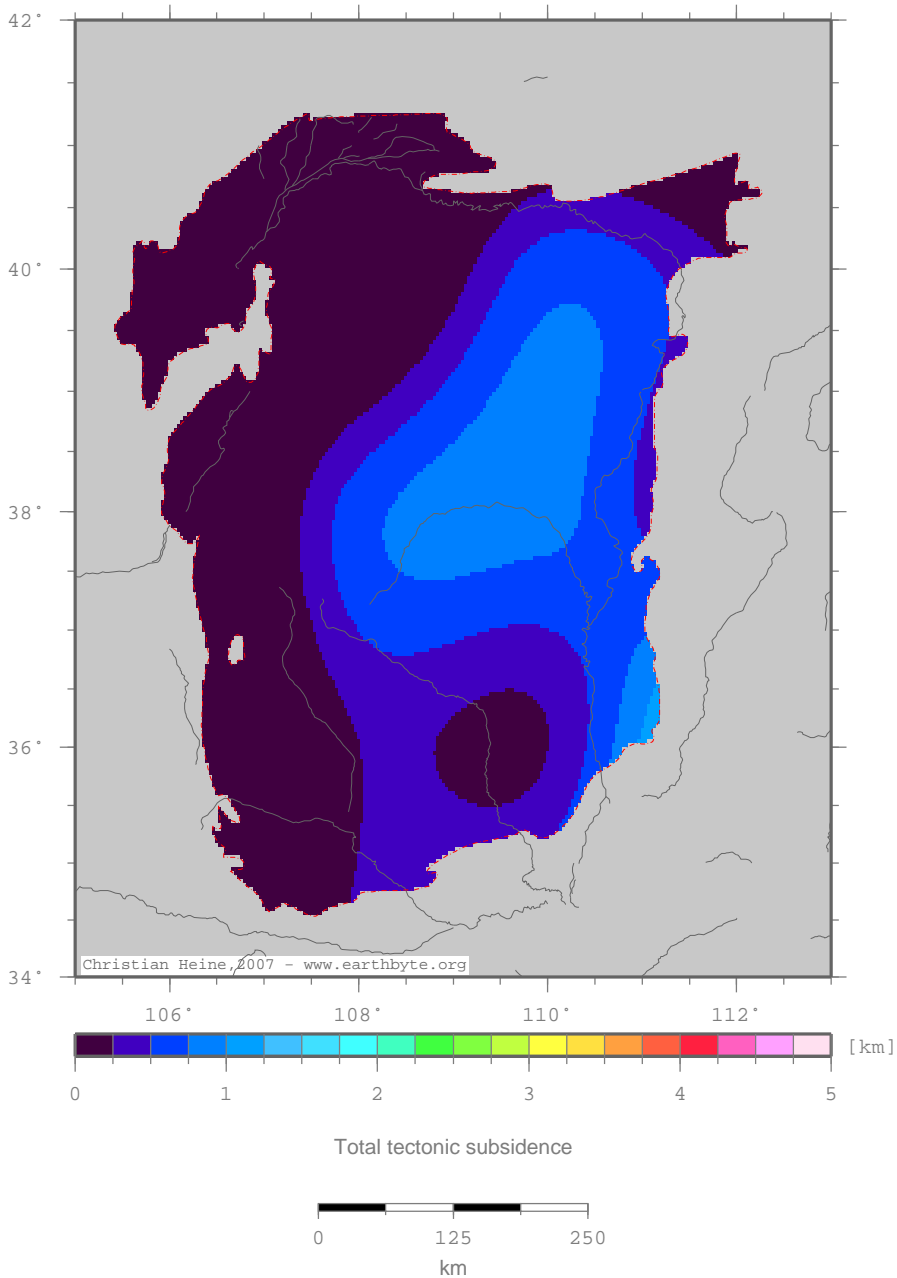 42°
40°
38°
36°
34°
Christian Heine,2007 - www.earthbyte.org
106° 108° 110° 112°
[km]
0 1 2 3 4 5
Total tectonic subsidence
0 125 250
km